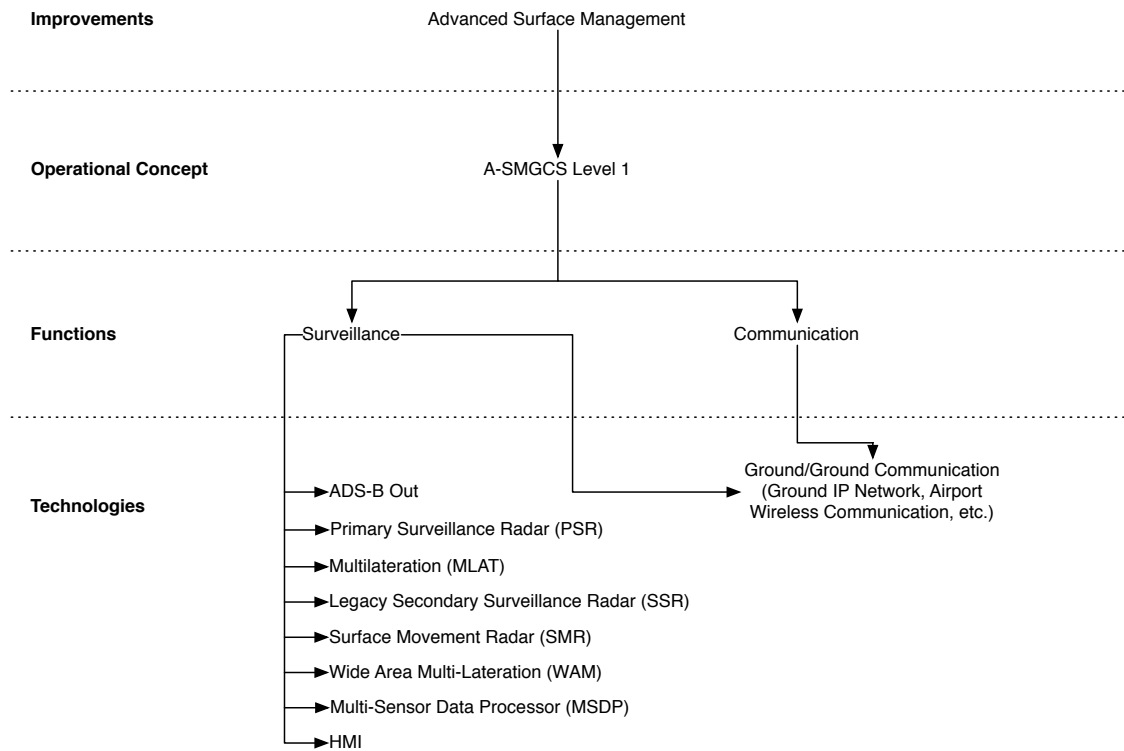 Improvements
Advanced Surface Management
Operational Concept
A-SMGCS Level 1
Functions
Surveillance
Communication
Technologies
Ground/Ground Communication
(Ground IP Network, Airport
Wireless Communication, etc.)
ADS-B Out
Primary Surveillance Radar (PSR)
Multilateration (MLAT)
Legacy Secondary Surveillance Radar (SSR)
Surface Movement Radar (SMR)
Wide Area Multi-Lateration (WAM)
Multi-Sensor Data Processor (MSDP)
HMI